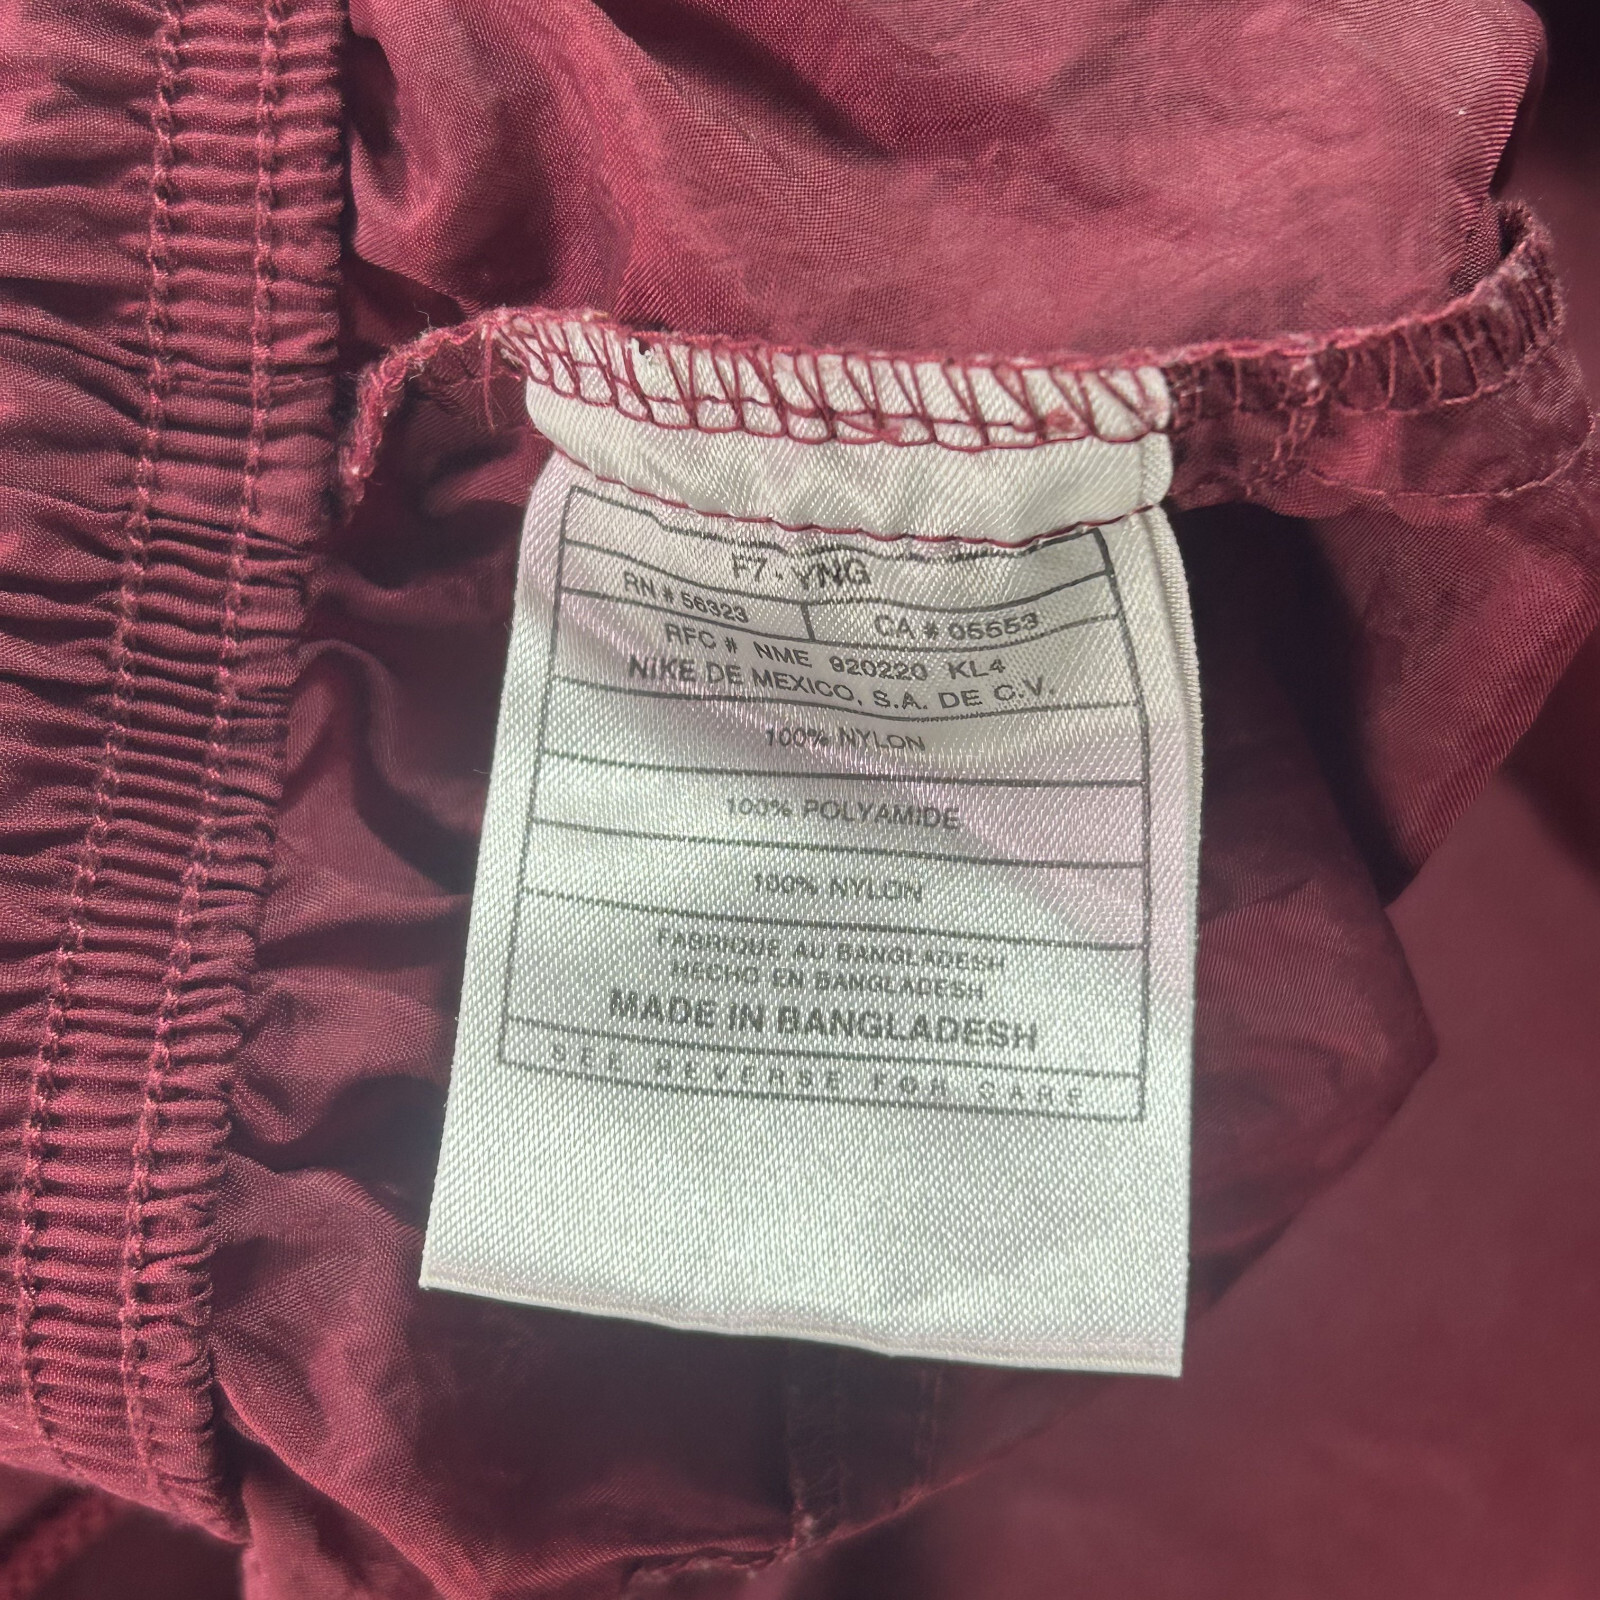 F7 - YNG
RN # 56323 CA # 05553
RFC # NME 920220 KL4
NIKE DE MEXICO, S.A. DE C.V.
100% NYLON
100% POLYAMIDE
100% NYLON
FABRIQUE AU BANGLADESH
HECHO EN BANGLADESH
MADE IN BANGLADESH
SEE REVERSE FOR CARE